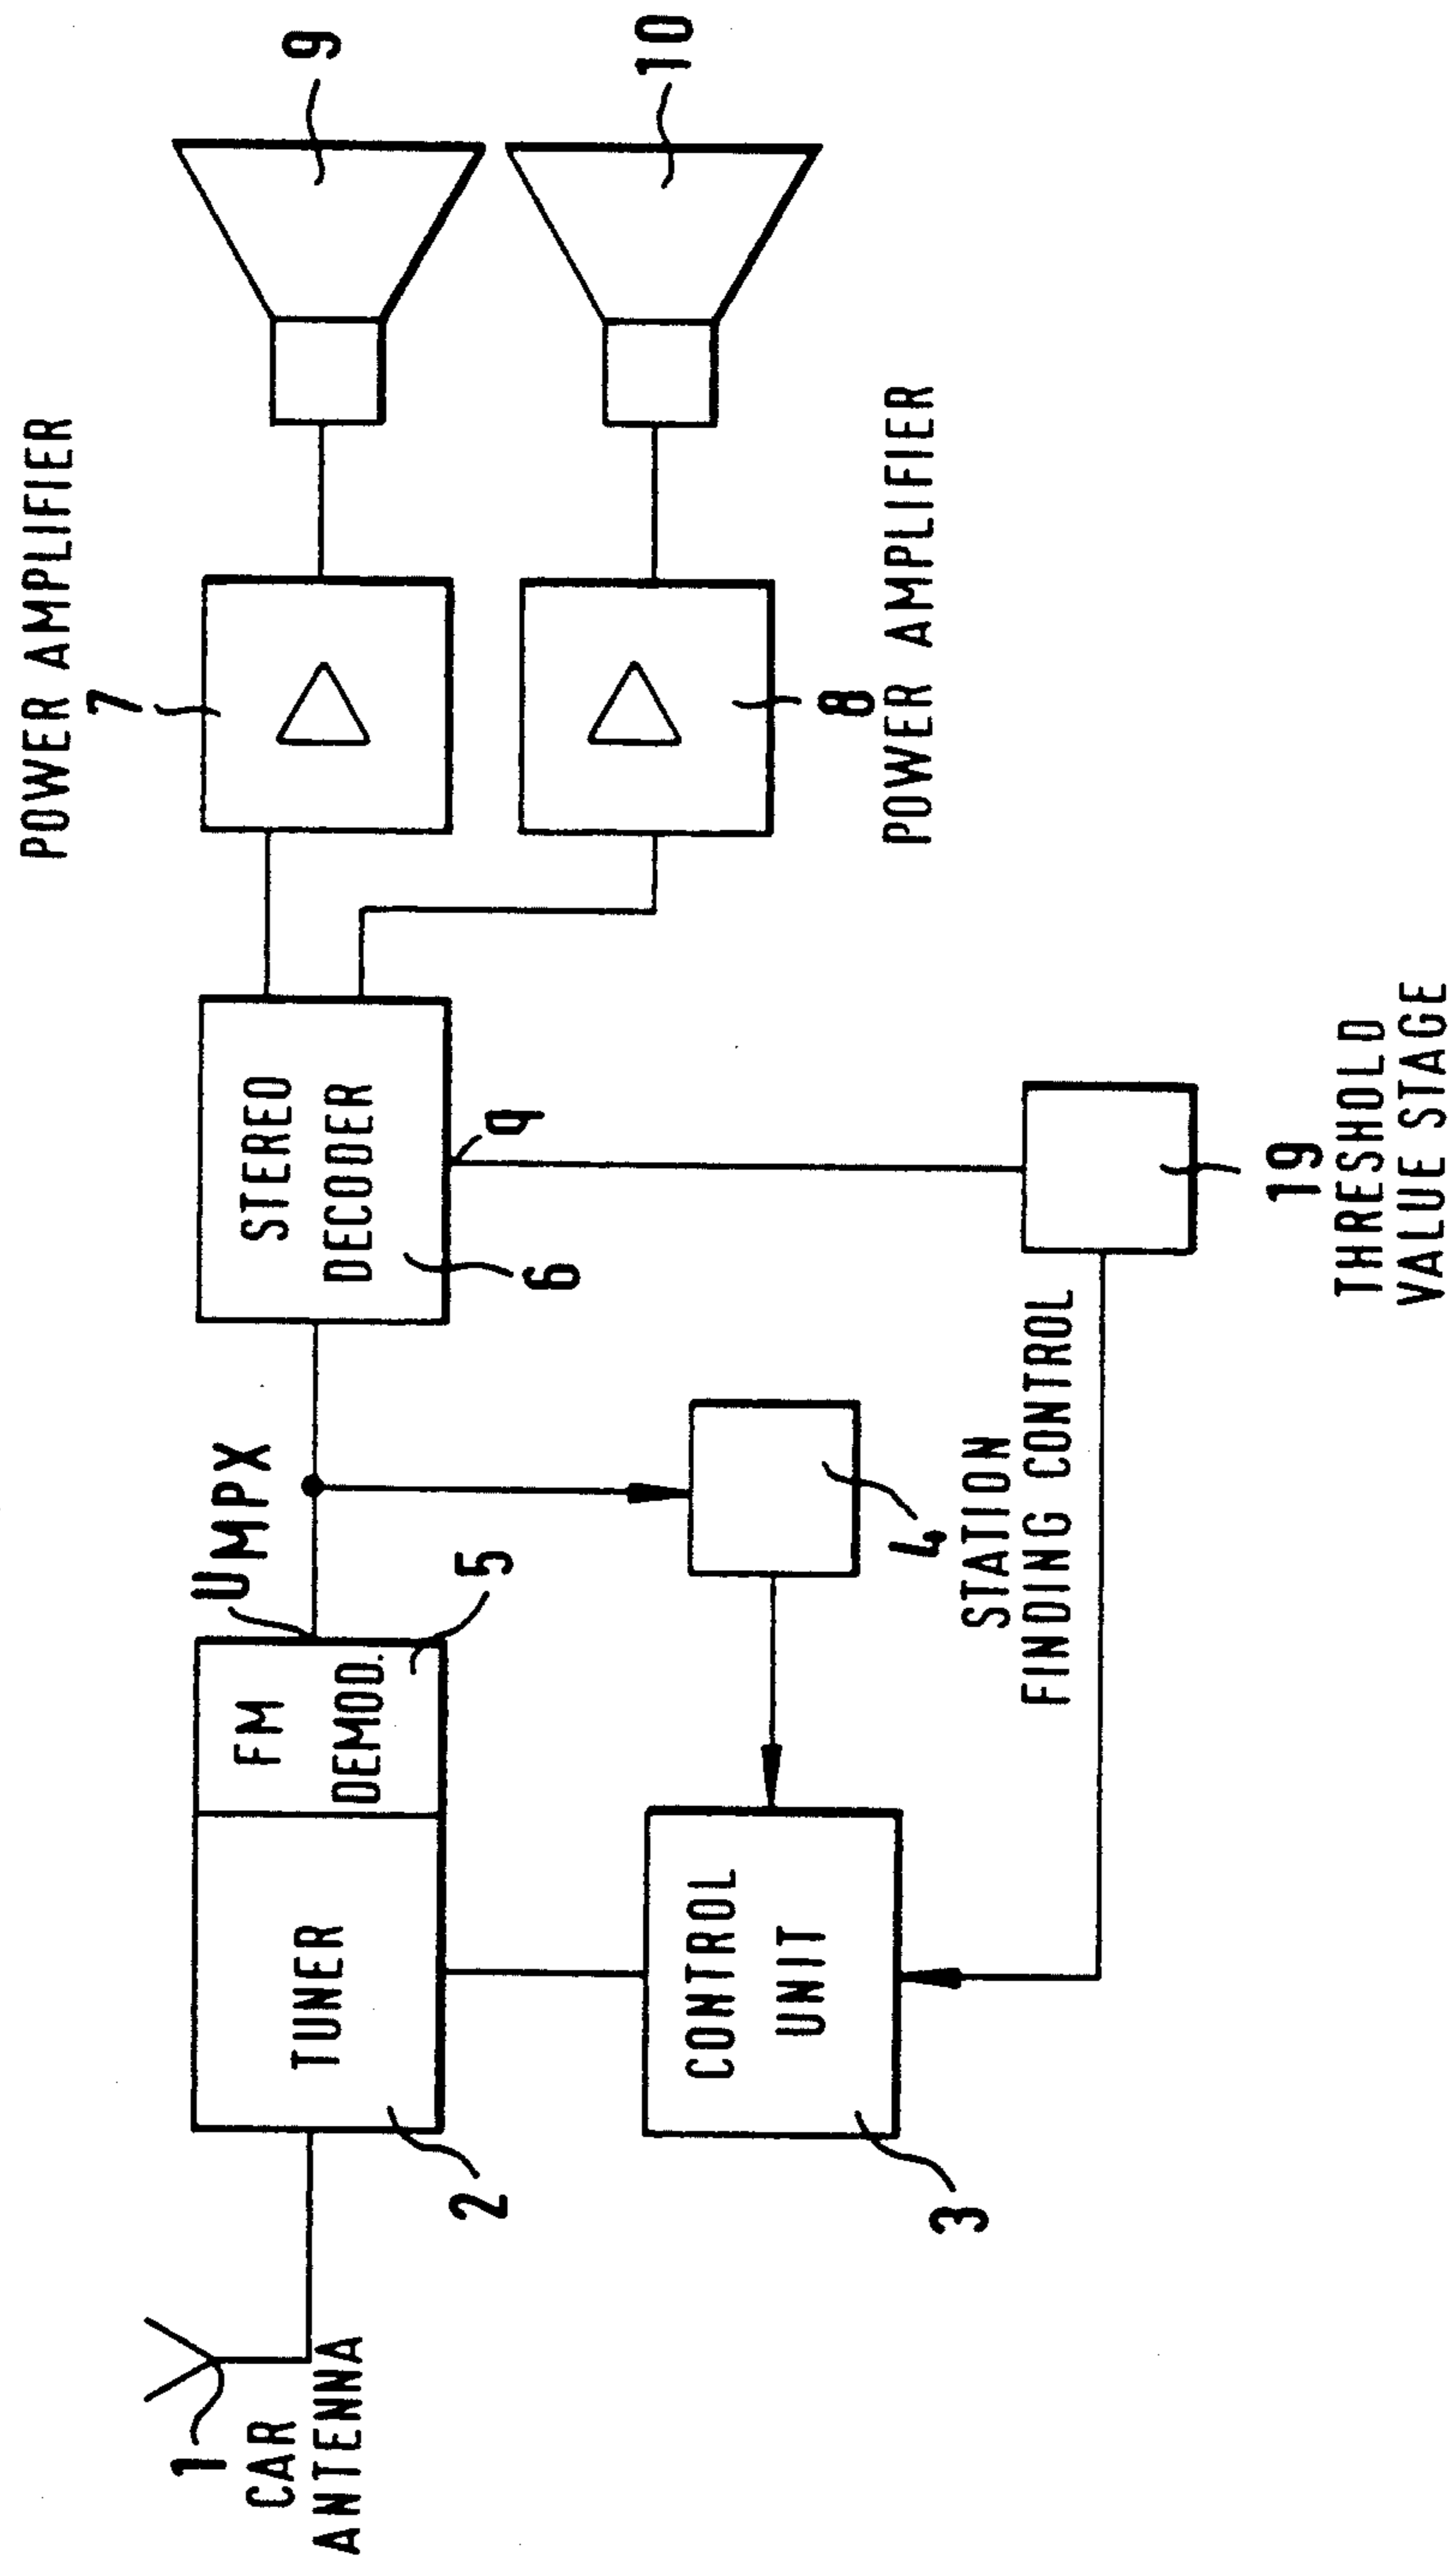 1
CAR
ANTENNA
2
TUNER
FM
DEMOD.
5
UMPX
3
CONTROL
UNIT
4
STATION
FINDING CONTROL
STEREO
DECODER
6
q
19
THRESHOLD
VALUE STAGE
POWER AMPLIFIER
7
8
POWER AMPLIFIER
9
10